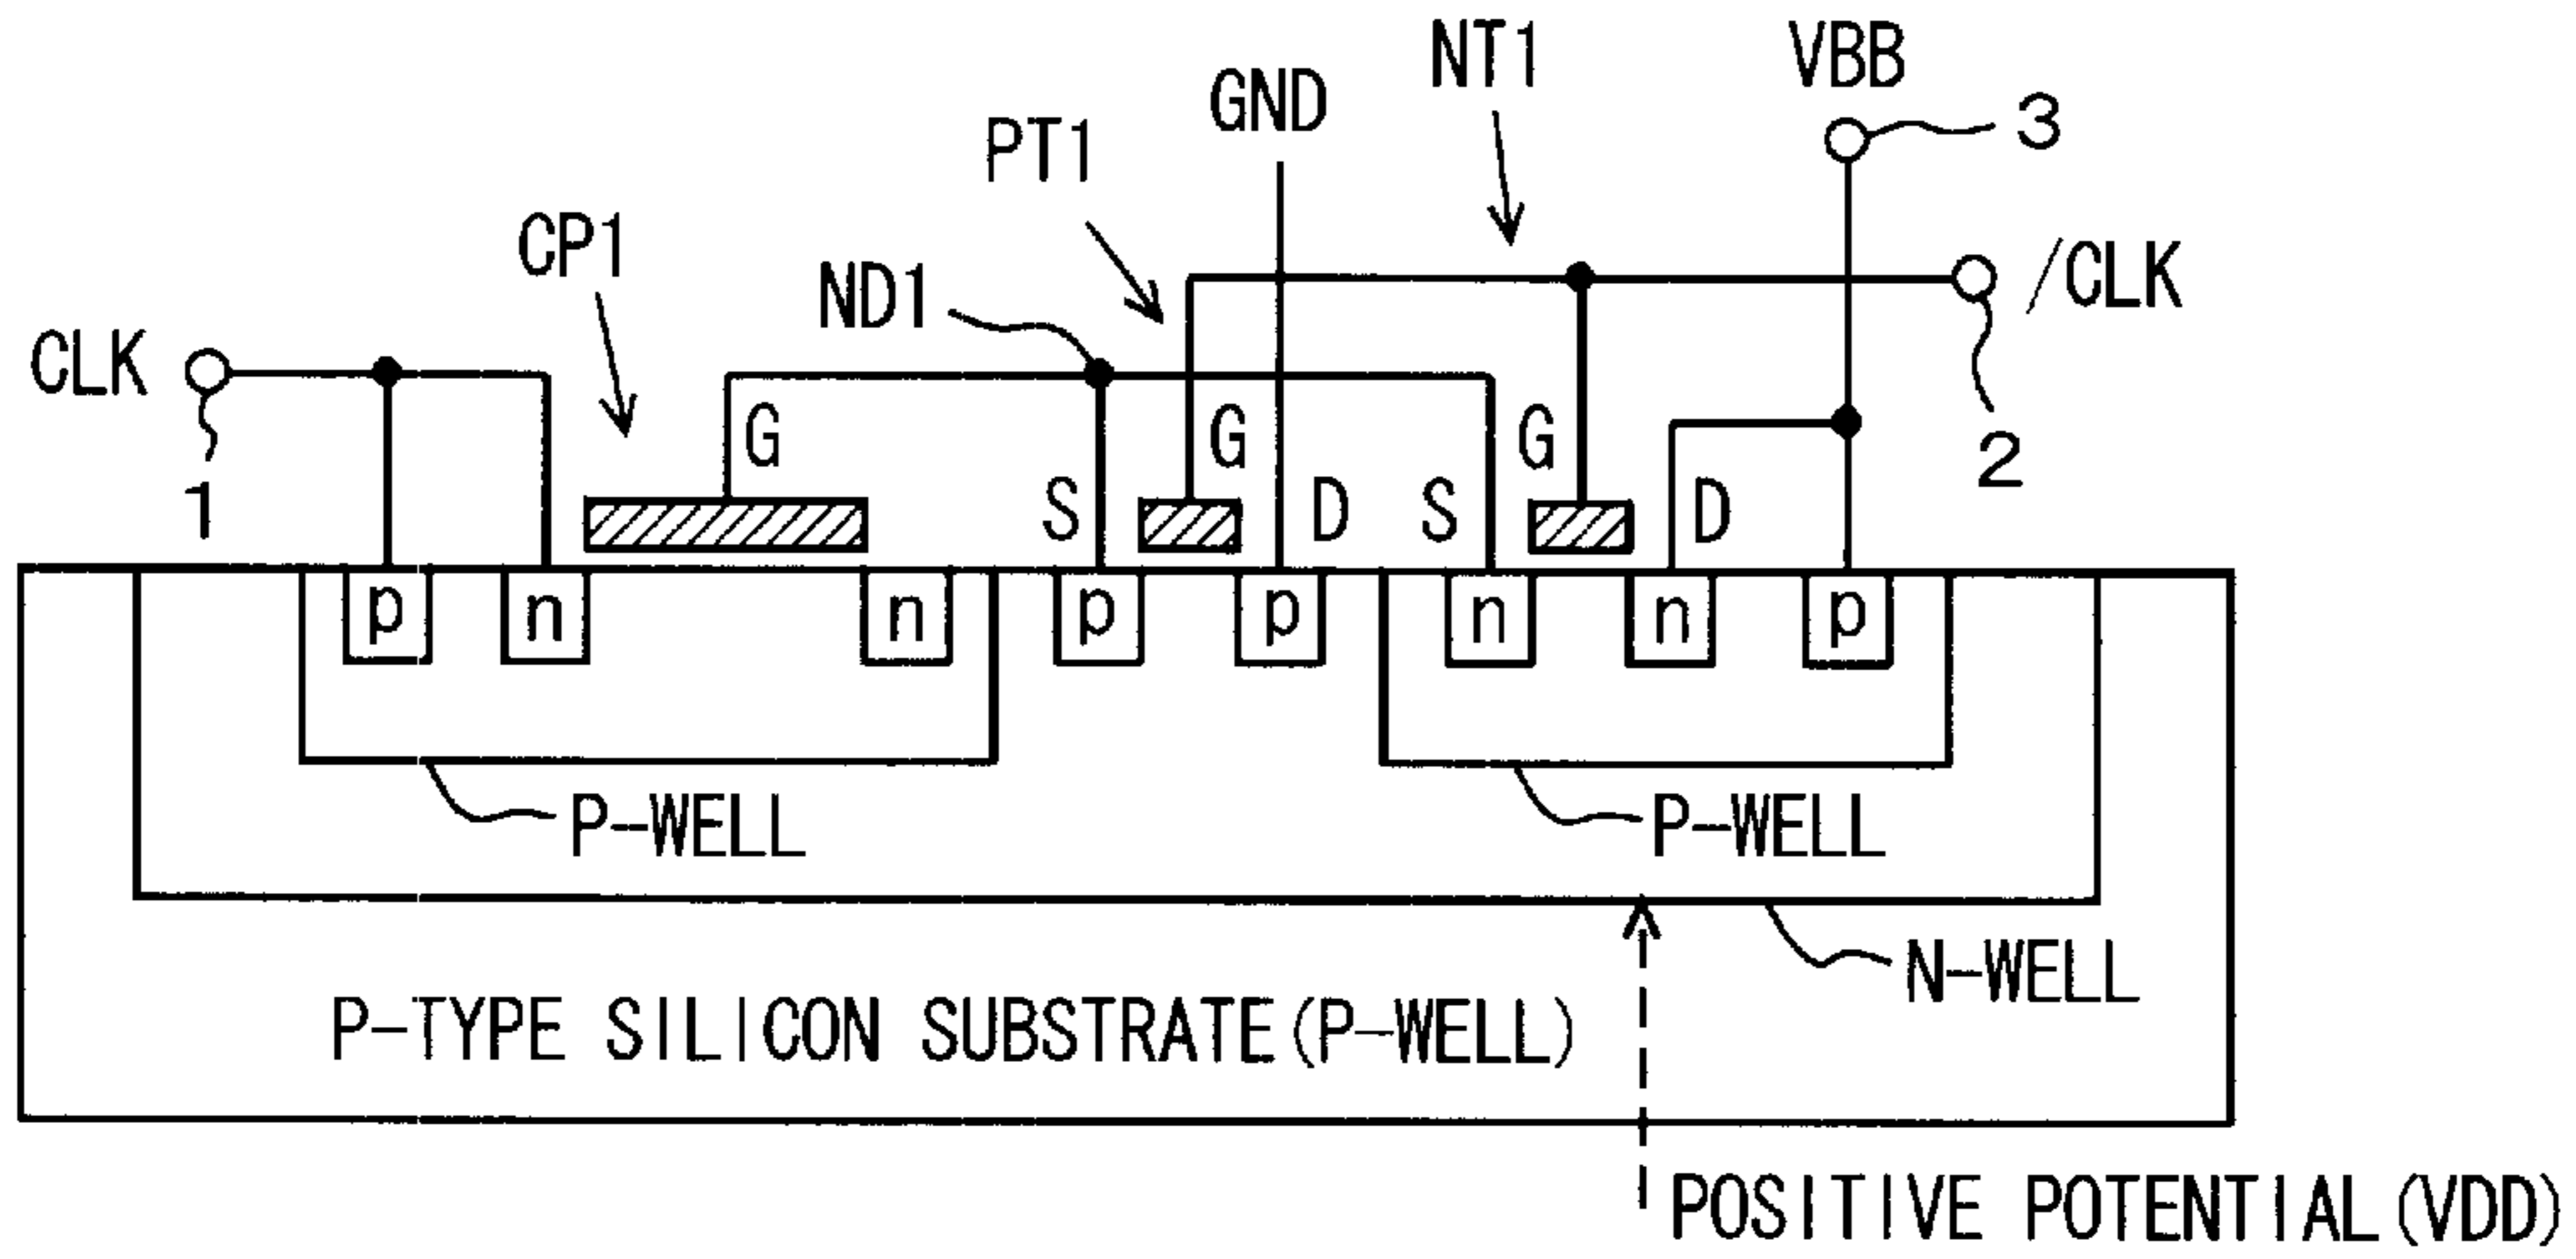 VBB
NT1
GND
3
PT1
CP1
/CLK
ND1
CLK
G
G
G
2
1
S
D
S
D
p
n
n
p
p
n
n
p
P-WELL
P-WELL
N-WELL
P-TYPE SILICON SUBSTRATE(P-WELL)
POSITIVE POTENTIAL(VDD)